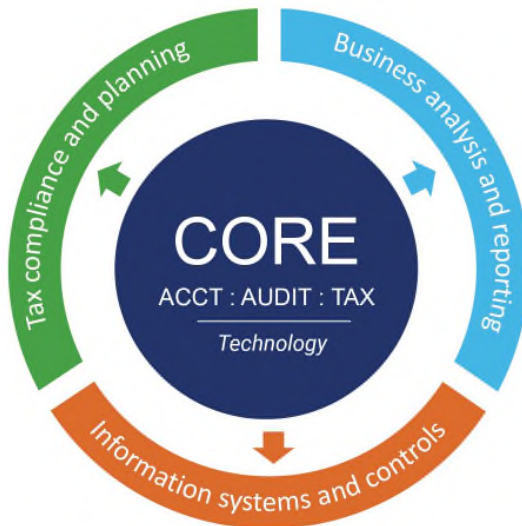 Tax compliance and planning
Business analysis and reporting
CORE
ACCT : AUDIT : TAX
Technology
Information systems and controls